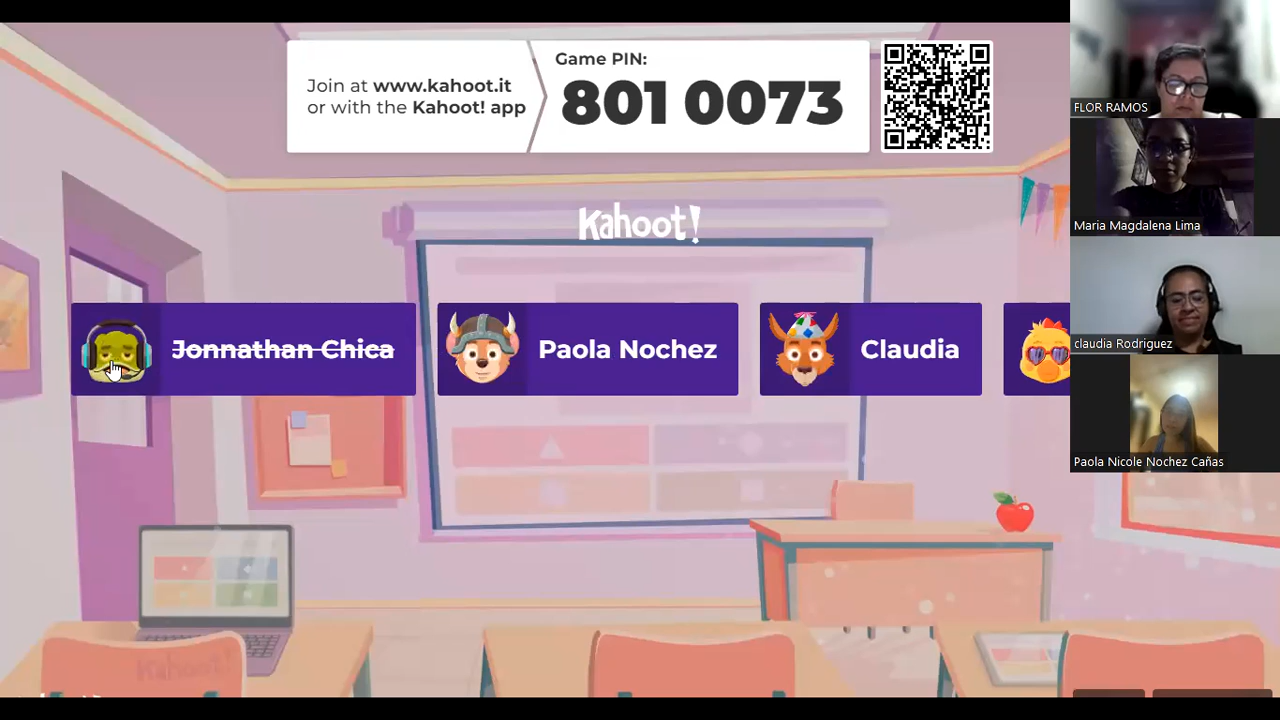 Join at www.kahoot.it
or with the Kahoot! app
Game PIN:
801 0073
Kahoot!
Jonnathan Chica
Paola Nochez
Claudia
FLOR RAMOS
Maria Magdalena Lima
claudia Rodriguez
Paola Nicole Nochez Cañas
Kahoot!